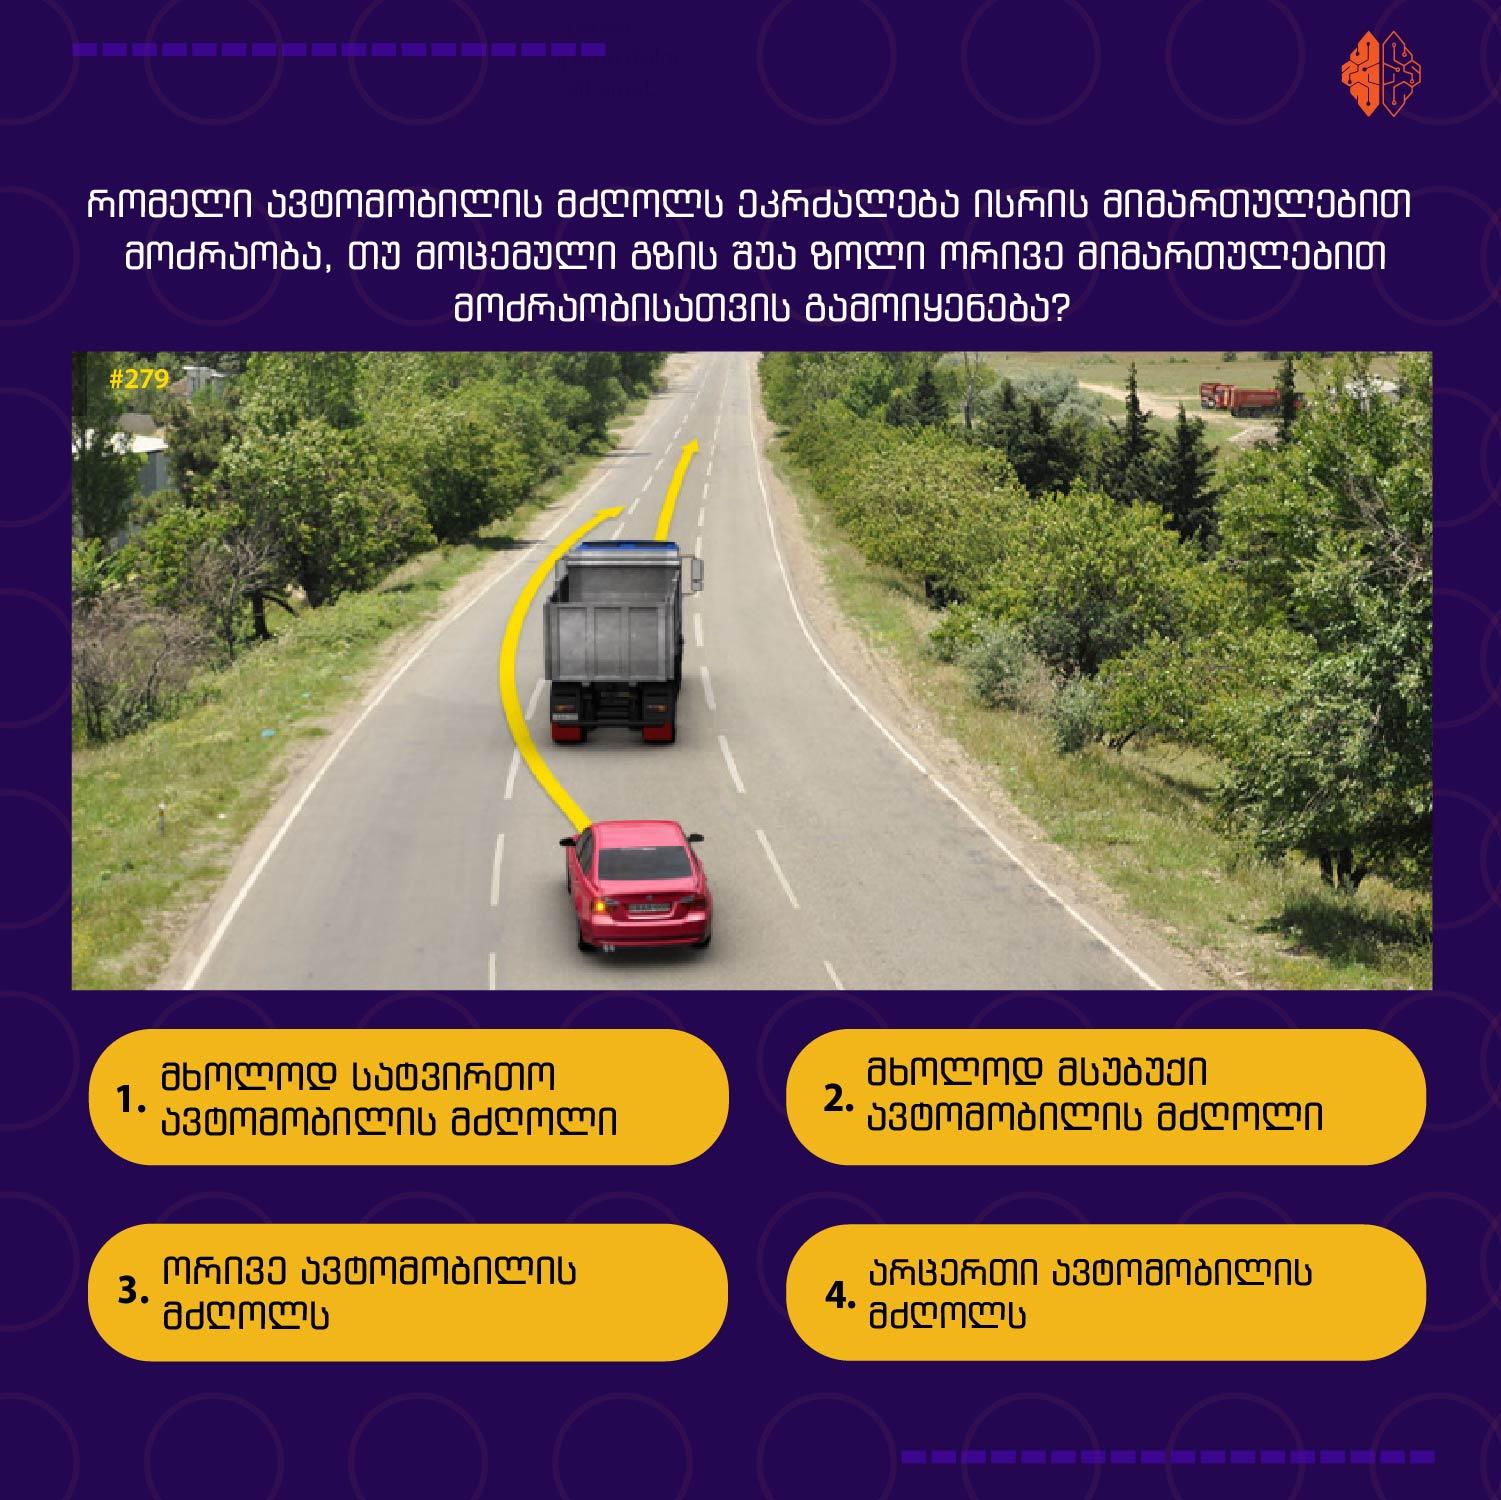 რომელი ავტომობილის მძღოლს ეკრძალება ისრის მიმართულებით
მოძრაობა, თუ მოცემული გზის შუა ზოლი ორივე მიმართულებით
მოძრაობისათვის გამოიყენება?
#279
1. მხოლოდ სატვირთო
ავტომობილის მძღოლი
2. მხოლოდ მსუბუქი
ავტომობილის მძღოლი
3. ორივე ავტომობილის
მძღოლს
4. არცერთი ავტომობილის
მძღოლს